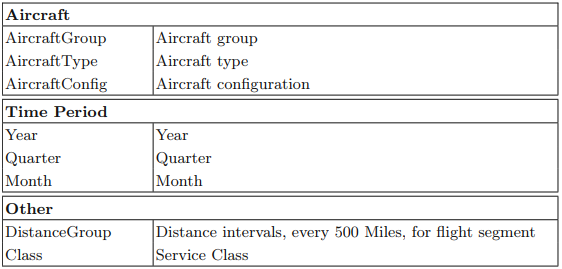 Aircraft
AircraftGroup Aircraft group
AircraftType Aircraft type
AircraftConfig Aircraft configuration
Time Period
Year Year
Quarter Quarter
Month Month
Other
DistanceGroup Distance intervals, every 500 Miles, for flight segment
Class Service Class